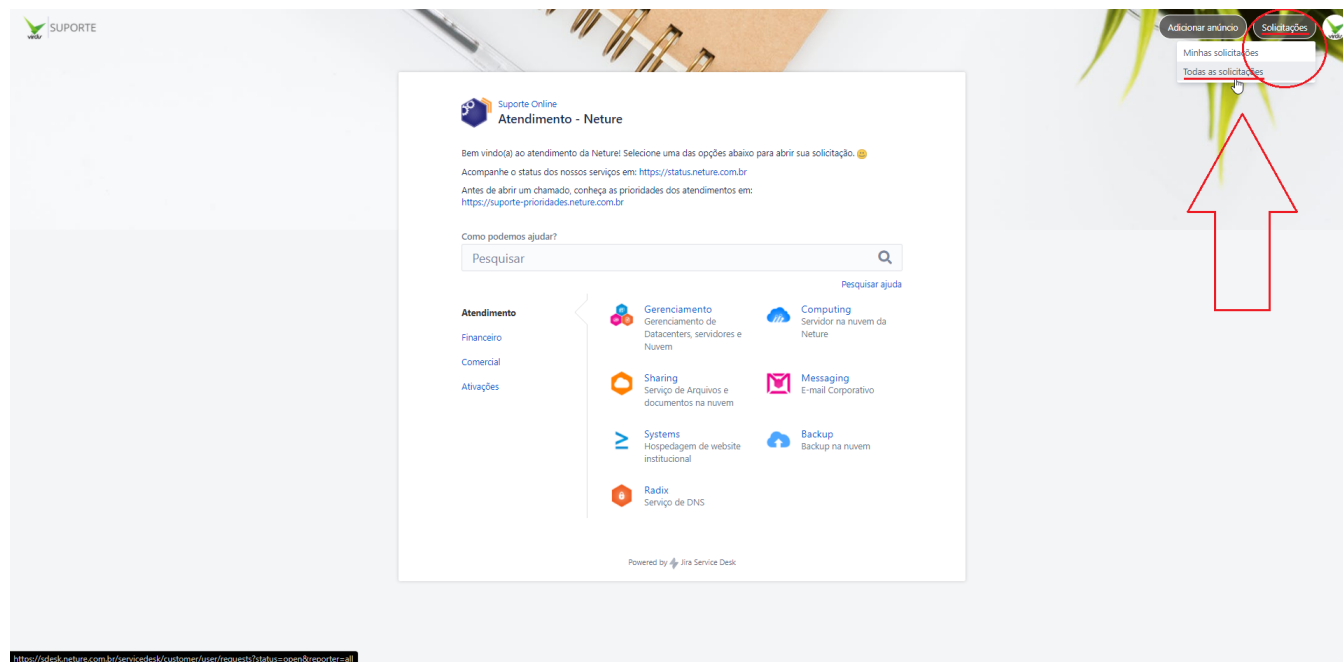 verdu SUPORTE
Adicionar anúncio Solicitações
Minhas solicitações
Todas as solicitações
Suporte Online
Atendimento - Neture
Bem vindo(a) ao atendimento da Neture! Selecione uma das opções abaixo para abrir sua solicitação. 😀
Acompanhe o status dos nossos serviços em: https://status.neture.com.br
Antes de abrir um chamado, conheça as prioridades dos atendimentos em:
https://suporte-prioridades.neture.com.br
Como podemos ajudar?
Pesquisar
Pesquisar ajuda
Atendimento
Financeiro
Comercial
Ativações
Gerenciamento
Gerenciamento de
Datacenters, servidores e
Nuvem
Computing
Servidor na nuvem da
Neture
Sharing
Serviço de Arquivos e
documentos na nuvem
Messaging
E-mail Corporativo
Systems
Hospedagem de website
institucional
Backup
Backup na nuvem
Radix
Serviço de DNS
Powered by Jira Service Desk
https://sdesk.neture.com.br/servicedesk/customer/user/requests?status=open&reporter=all